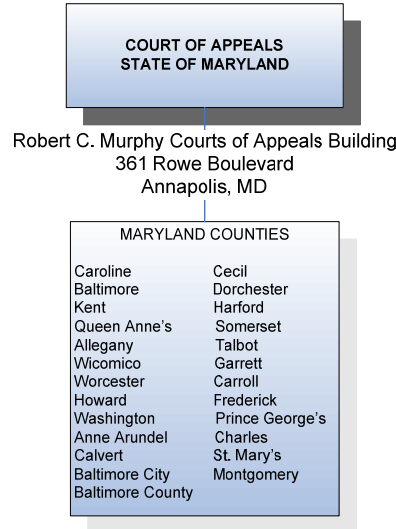 COURT OF APPEALS
STATE OF MARYLAND
Robert C. Murphy Courts of Appeals Building
361 Rowe Boulevard
Annapolis, MD
MARYLAND COUNTIES
Caroline
Baltimore
Kent
Queen Anne's
Allegany
Wicomico
Worcester
Howard
Washington
Anne Arundel
Calvert
Baltimore City
Baltimore County
Cecil
Dorchester
Harford
Somerset
Talbot
Garrett
Carroll
Frederick
Prince George's
Charles
St. Mary's
Montgomery